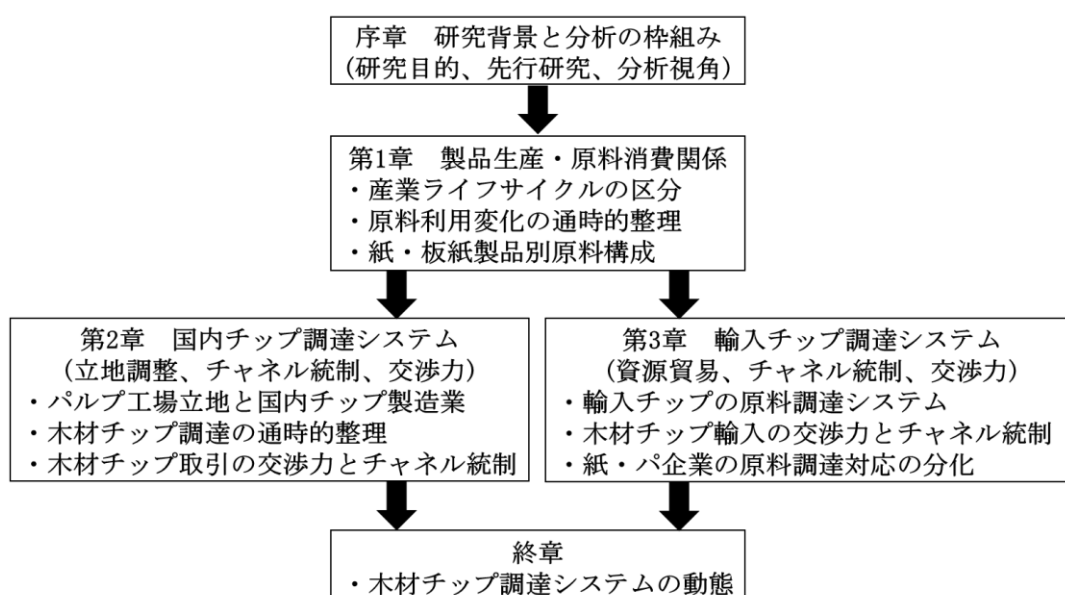 序章　研究背景と分析の枠組み
(研究目的、先行研究、分析視角)
第1章　製品生産・原料消費関係
・産業ライフサイクルの区分
・原料利用変化の通時的整理
・紙・板紙製品別原料構成
第2章　国内チップ調達システム
(立地調整、チャネル統制、交渉力)
・パルプ工場立地と国内チップ製造業
・木材チップ調達の通時的整理
・木材チップ取引の交渉力とチャネル統制
第3章　輸入チップ調達システム
(資源貿易、チャネル統制、交渉力)
・輸入チップの原料調達システム
・木材チップ輸入の交渉力とチャネル統制
・紙・パ企業の原料調達対応の分化
終章
・木材チップ調達システムの動態